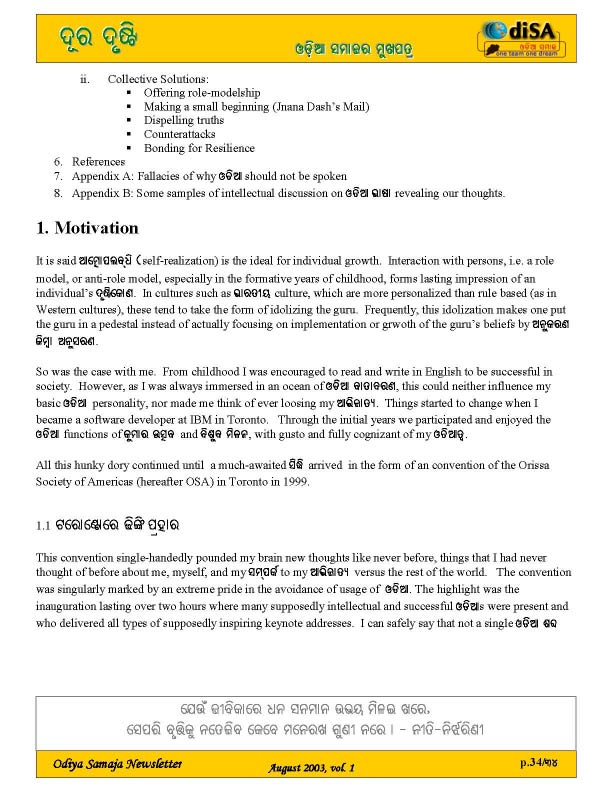 ଦୂର ଦୃଷ୍ଟି
ଓଡ଼ିଆ ସମାଜର ମୁଖପତ୍ର
OdiSA
ଓଡ଼ିଆ ସମାଜ
one team one dream
ii. Collective Solutions:
▪ Offering role-modelship
▪ Making a small beginning (Jnana Dash’s Mail)
▪ Dispelling truths
▪ Counterattacks
▪ Bonding for Resilience
6. References
7. Appendix A: Fallacies of why ଓଡିଆ should not be spoken
8. Appendix B: Some samples of intellectual discussion on ଓଡିଆ ଭାଷା revealing our thoughts.
1. Motivation
It is said ଆତ୍ମୋପଲବ୍ଧି (self-realization) is the ideal for individual growth. Interaction with persons, i.e. a role
model, or anti-role model, especially in the formative years of childhood, forms lasting impression of an
individual’s ଦୃଷ୍ଟିକୋଣ. In cultures such as ଭାରତୀୟ culture, which are more personalized than rule based (as in
Western cultures), these tend to take the form of idolizing the guru. Frequently, this idolization makes one put
the guru in a pedestal instead of actually focusing on implementation or grwoth of the guru’s beliefs by ଅନୁକରଣ
କିମ୍ବା ଅନୁସରଣ.
So was the case with me. From childhood I was encouraged to read and write in English to be successful in
society. However, as I was always immersed in an ocean of ଓଡିଆ ବାତାବରଣ, this could neither influence my
basic ଓଡିଆ personality, nor made me think of ever loosing my ଆଭିଜାତ୍ୟ. Things started to change when I
became a software developer at IBM in Toronto. Through the initial years we participated and enjoyed the
ଓଡିଆ functions of କୁମାର ଉତ୍ସବ and ବିଷୁବ ମିଳନ, with gusto and fully cognizant of my ଓଡିଆତ୍ୱ.
All this hunky dory continued until a much-awaited ସିଦ୍ଧି arrived in the form of an convention of the Orissa
Society of Americas (hereafter OSA) in Toronto in 1999.
1.1 ଟରୋଣ୍ଟୋରେ ଢିଙ୍କି ପ୍ରହାର
This convention single-handedly pounded my brain new thoughts like never before, things that I had never
thought of before about me, myself, and my ସମ୍ପର୍କ to my ଆଭିଜାତ୍ୟ versus the rest of the world. The convention
was singularly marked by an extreme pride in the avoidance of usage of ଓଡିଆ. The highlight was the
inauguration lasting over two hours where many supposedly intellectual and successful ଓଡିଆs were present and
who delivered all types of supposedly inspiring keynote addresses. I can safely say that not a single ଓଡିଆ ଶବ୍ଦ
ଯେଉଁ ଜୀବିକାରେ ଧନ ସନମାନ ଉଭୟ ମିଳଇ ଖରେ,
ସେପରି ବୃତ୍ତିକୁ ନତେଜିବ କେବେ ମନେରଖ ଗୁଣୀ ନରେ । - ନୀତି-ନିର୍ଝରିଣୀ
Odiya Samaja Newsletter
August 2003, vol. 1
p.34/୩୪